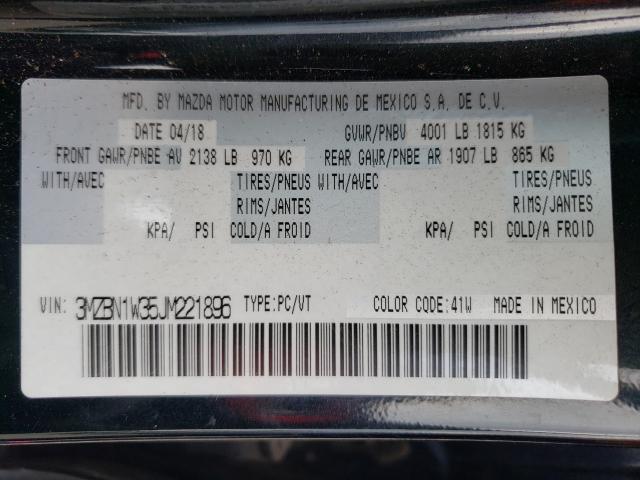 MFD. BY MAZDA MOTOR MANUFACTURING DE MEXICO S.A. DE C.V.
DATE 04/18 GVWR/PNBV 4001 LB 1815 KG
FRONT GAWR/PNBE AV 2138 LB 970 KG REAR GAWR/PNBE AR 1907 LB 865 KG
WITH/AVEC TIRES/PNEUS WITH/AVEC TIRES/PNEUS
RIMS/JANTES RIMS/JANTES
KPA/ PSI COLD/A FROID KPA/ PSI COLD/A FROID
VIN: 3MZBN1W35JM221896 TYPE:PC/VT COLOR CODE:41W MADE IN MEXICO